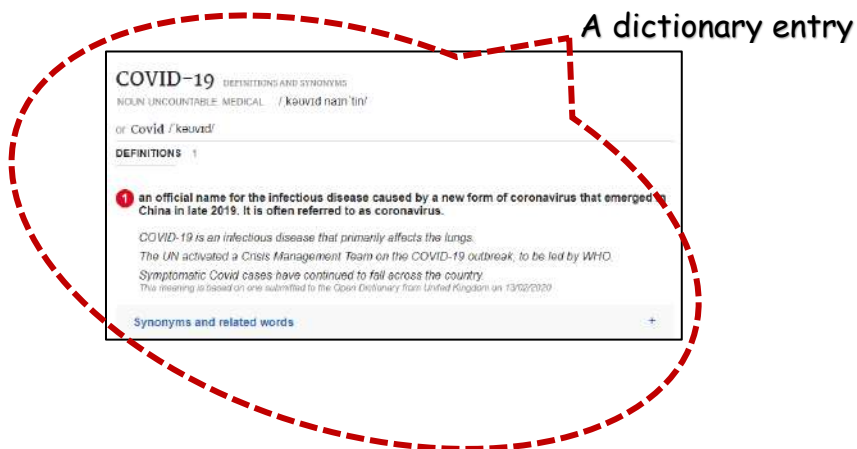 A dictionary entry
COVID-19 DEFINITIONS AND SYNONYMS
NOUN UNCOUNTABLE MEDICAL /ˌkəʊvɪd naɪnˈtin/
or Covid /ˈkəʊvɪd/
DEFINITIONS 1
1 an official name for the infectious disease caused by a new form of coronavirus that emerged in
China in late 2019. It is often referred to as coronavirus.
COVID-19 is an infectious disease that primarily affects the lungs.
The UN activated a Crisis Management Team on the COVID-19 outbreak, to be led by WHO.
Symptomatic Covid cases have continued to fall across the country.
This meaning is based on one submitted to the Open Dictionary from United Kingdom on 13/02/2020
Synonyms and related words +